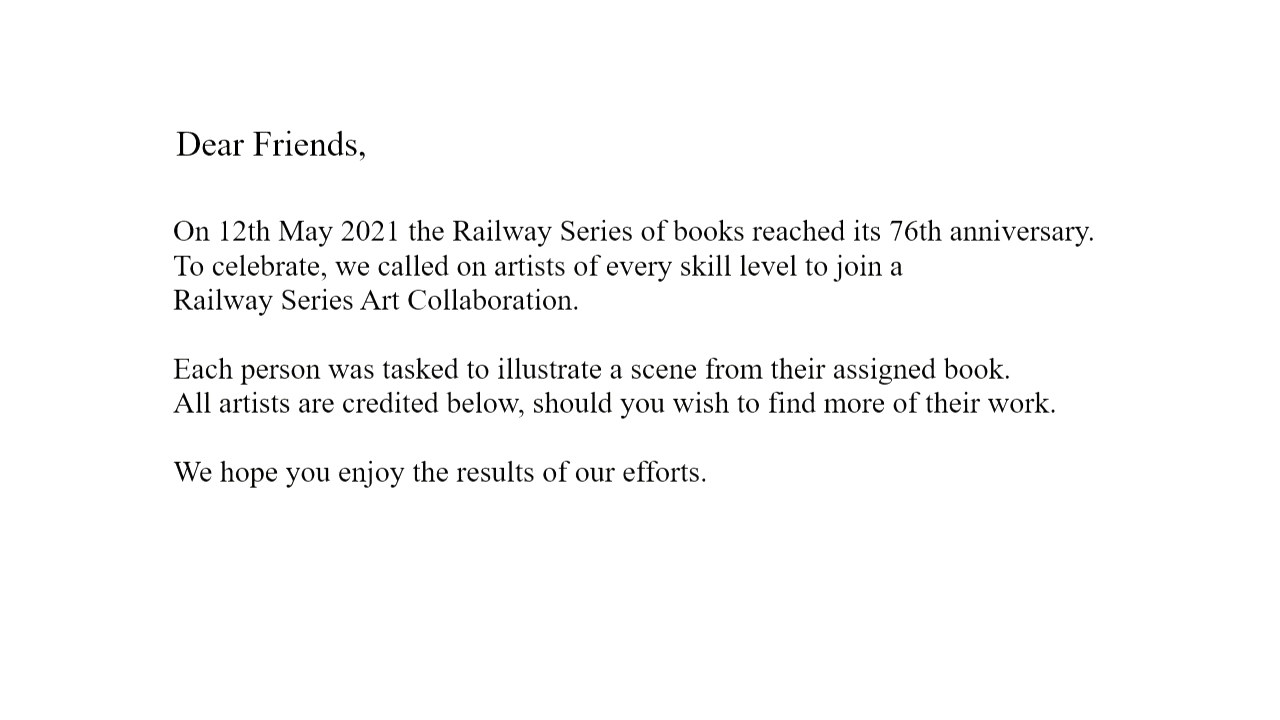 Dear Friends,
On 12th May 2021 the Railway Series of books reached its 76th anniversary.
To celebrate, we called on artists of every skill level to join a
Railway Series Art Collaboration.
Each person was tasked to illustrate a scene from their assigned book.
All artists are credited below, should you wish to find more of their work.
We hope you enjoy the results of our efforts.